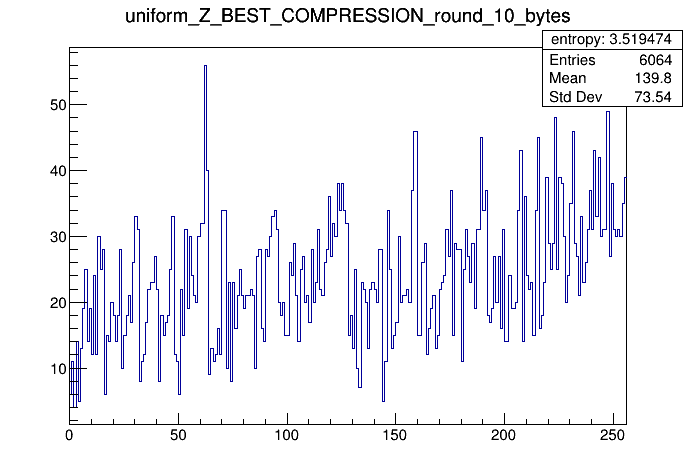 uniform_Z_BEST_COMPRESSION_round_10_bytes
entropy: 3.519474
Entries 6064
Mean 139.8
Std Dev 73.54
50
40
30
20
10
0 50 100 150 200 250